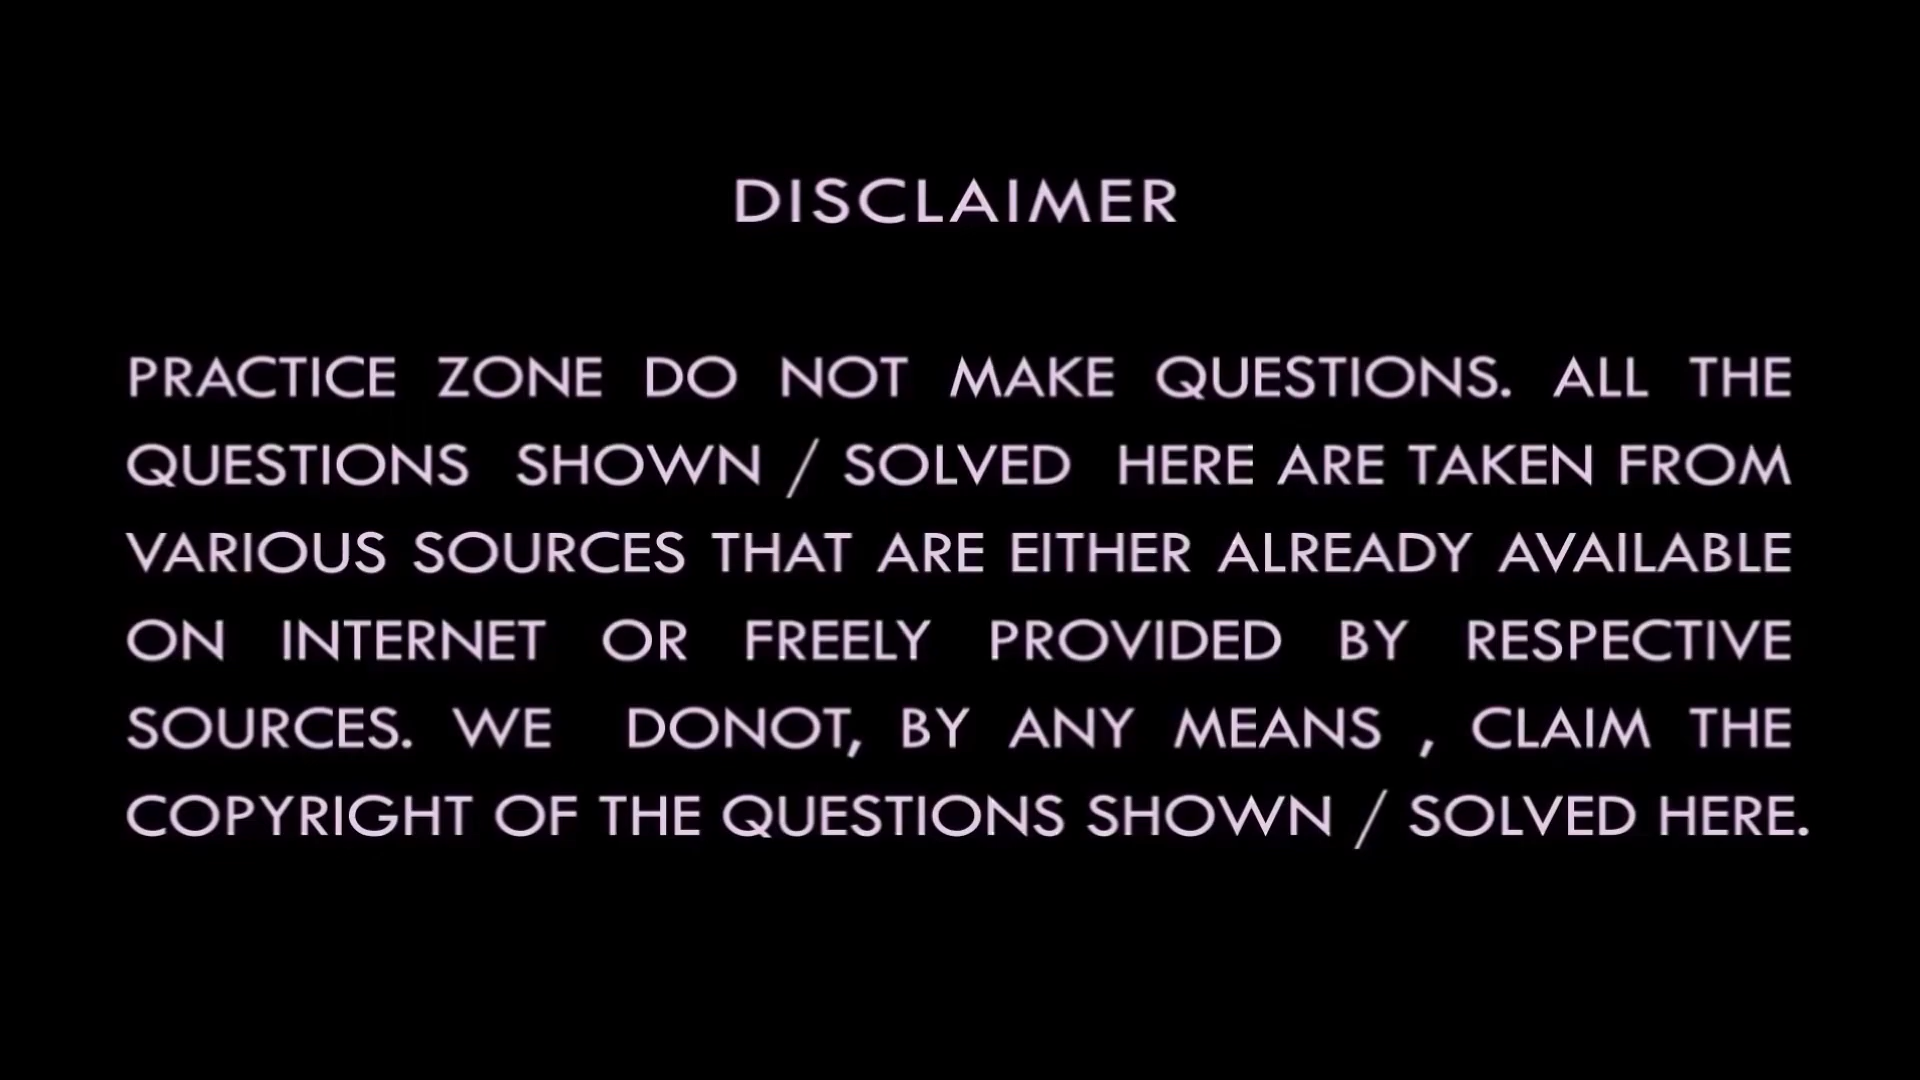 DISCLAIMER
PRACTICE ZONE DO NOT MAKE QUESTIONS. ALL THE
QUESTIONS SHOWN / SOLVED HERE ARE TAKEN FROM
VARIOUS SOURCES THAT ARE EITHER ALREADY AVAILABLE
ON INTERNET OR FREELY PROVIDED BY RESPECTIVE
SOURCES. WE DONOT, BY ANY MEANS , CLAIM THE
COPYRIGHT OF THE QUESTIONS SHOWN / SOLVED HERE.